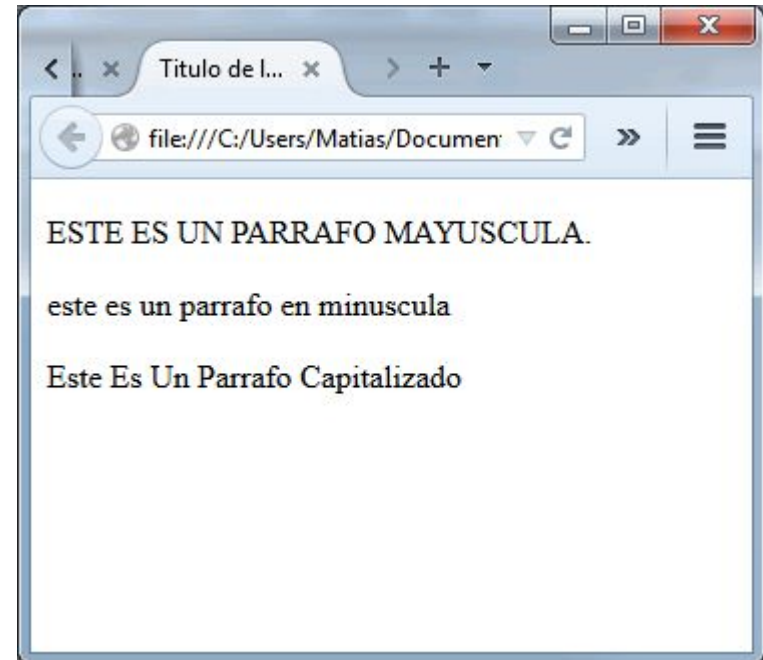 Titulo de l...
file:///C:/Users/Matias/Documen
ESTE ES UN PARRAFO MAYUSCULA.
este es un parrafo en minuscula
Este Es Un Parrafo Capitalizado